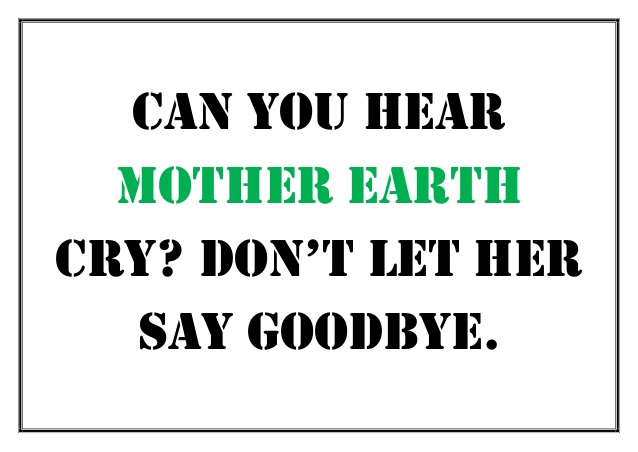 CAN YOU HEAR
MOTHER EARTH
CRY? DON’T LET HER
SAY GOODBYE.